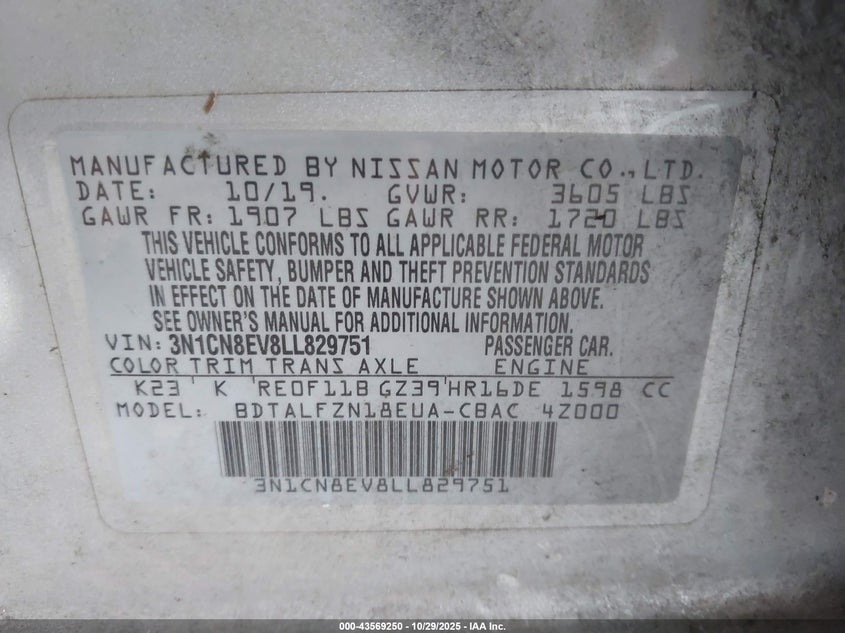 MANUFACTURED BY NISSAN MOTOR CO., LTD.
DATE: 10/19. GVWR: 3605 LBS
GAWR FR: 1907 LBS GAWR RR: 1720 LBS
THIS VEHICLE CONFORMS TO ALL APPLICABLE FEDERAL MOTOR
VEHICLE SAFETY, BUMPER AND THEFT PREVENTION STANDARDS
IN EFFECT ON THE DATE OF MANUFACTURE SHOWN ABOVE.
SEE OWNER'S MANUAL FOR ADDITIONAL INFORMATION.
VIN: 3N1CN8EV8LL829751 PASSENGER CAR.
COLOR TRIM TRANS AXLE ENGINE
K23 K RE0F11B GZ39 HR16DE 1598 CC
MODEL: BDTALFZN18EUA-CBAC 4Z000
3N1CN8EV8LL829751
000-43569250 - 10/29/2025 - IAA Inc.